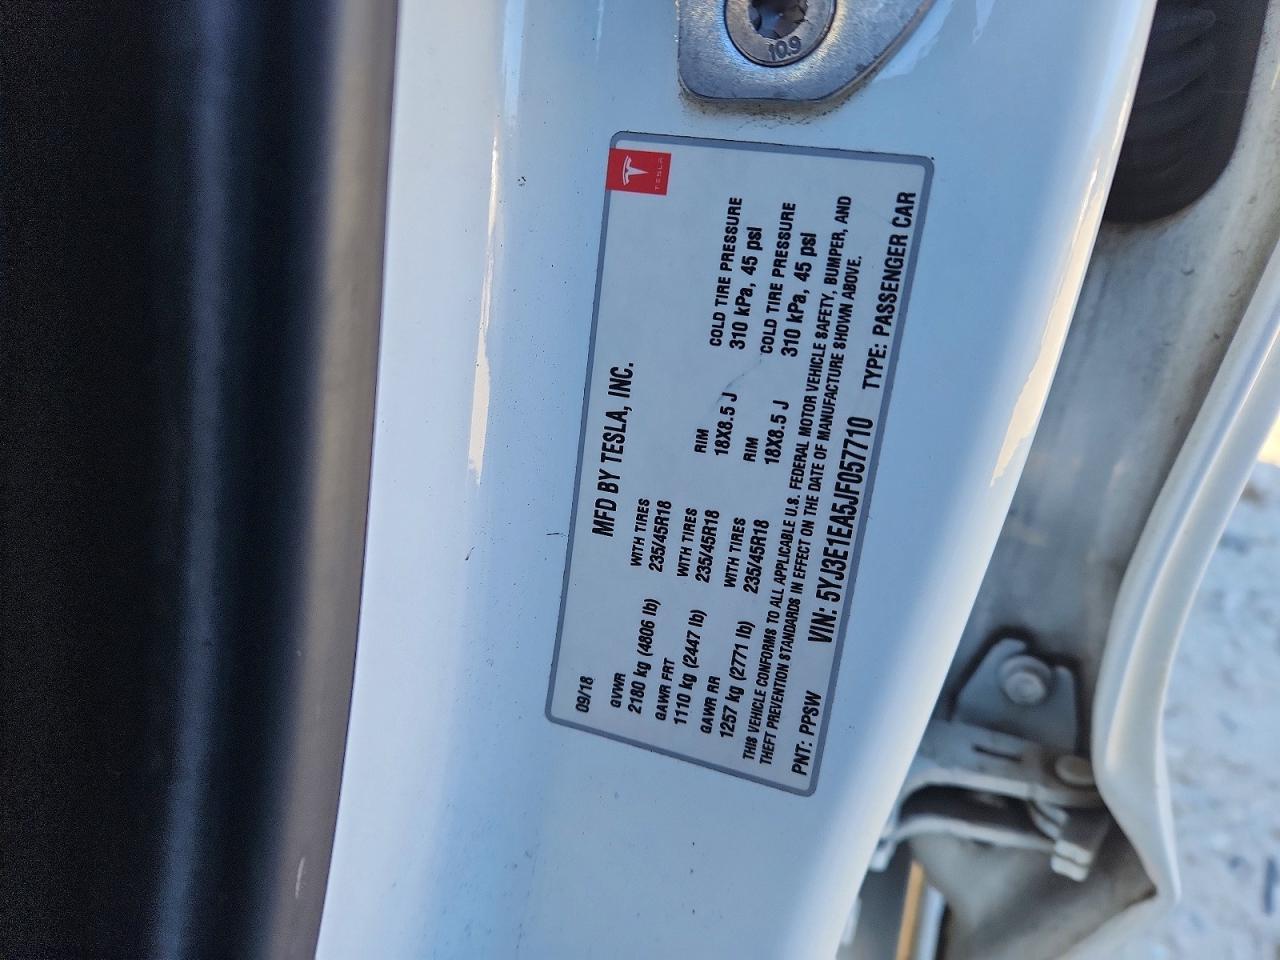 10.9
TESLA
MFD BY TESLA, INC.
09/18
GVWR
2180 kg (4806 lb)
WITH TIRES
235/45R18
GAWR FRT
1110 kg (2447 lb)
WITH TIRES
235/45R18
RIM
18X8.5 J
COLD TIRE PRESSURE
310 kPa, 45 psi
GAWR RR
1257 kg (2771 lb)
WITH TIRES
235/45R18
RIM
18X8.5 J
COLD TIRE PRESSURE
310 kPa, 45 psi
THIS VEHICLE CONFORMS TO ALL APPLICABLE U.S. FEDERAL MOTOR VEHICLE SAFETY, BUMPER, AND
THEFT PREVENTION STANDARDS IN EFFECT ON THE DATE OF MANUFACTURE SHOWN ABOVE.
PNT: PPSW VIN: 5YJ3E1EA5JF057710 TYPE: PASSENGER CAR